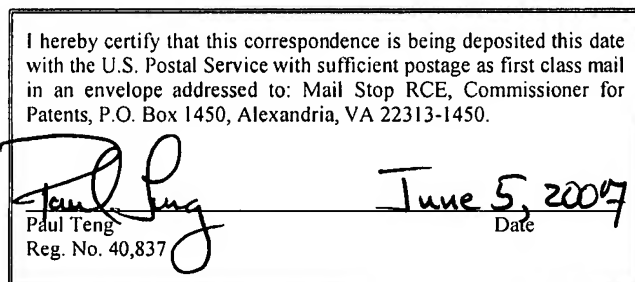 I hereby certify that this correspondence is being deposited this date
with the U.S. Postal Service with sufficient postage as first class mail
in an envelope addressed to: Mail Stop RCE, Commissioner for
Patents, P.O. Box 1450, Alexandria, VA 22313-1450.
Paul Teng June 5, 2007
Paul Teng Date
Reg. No. 40,837